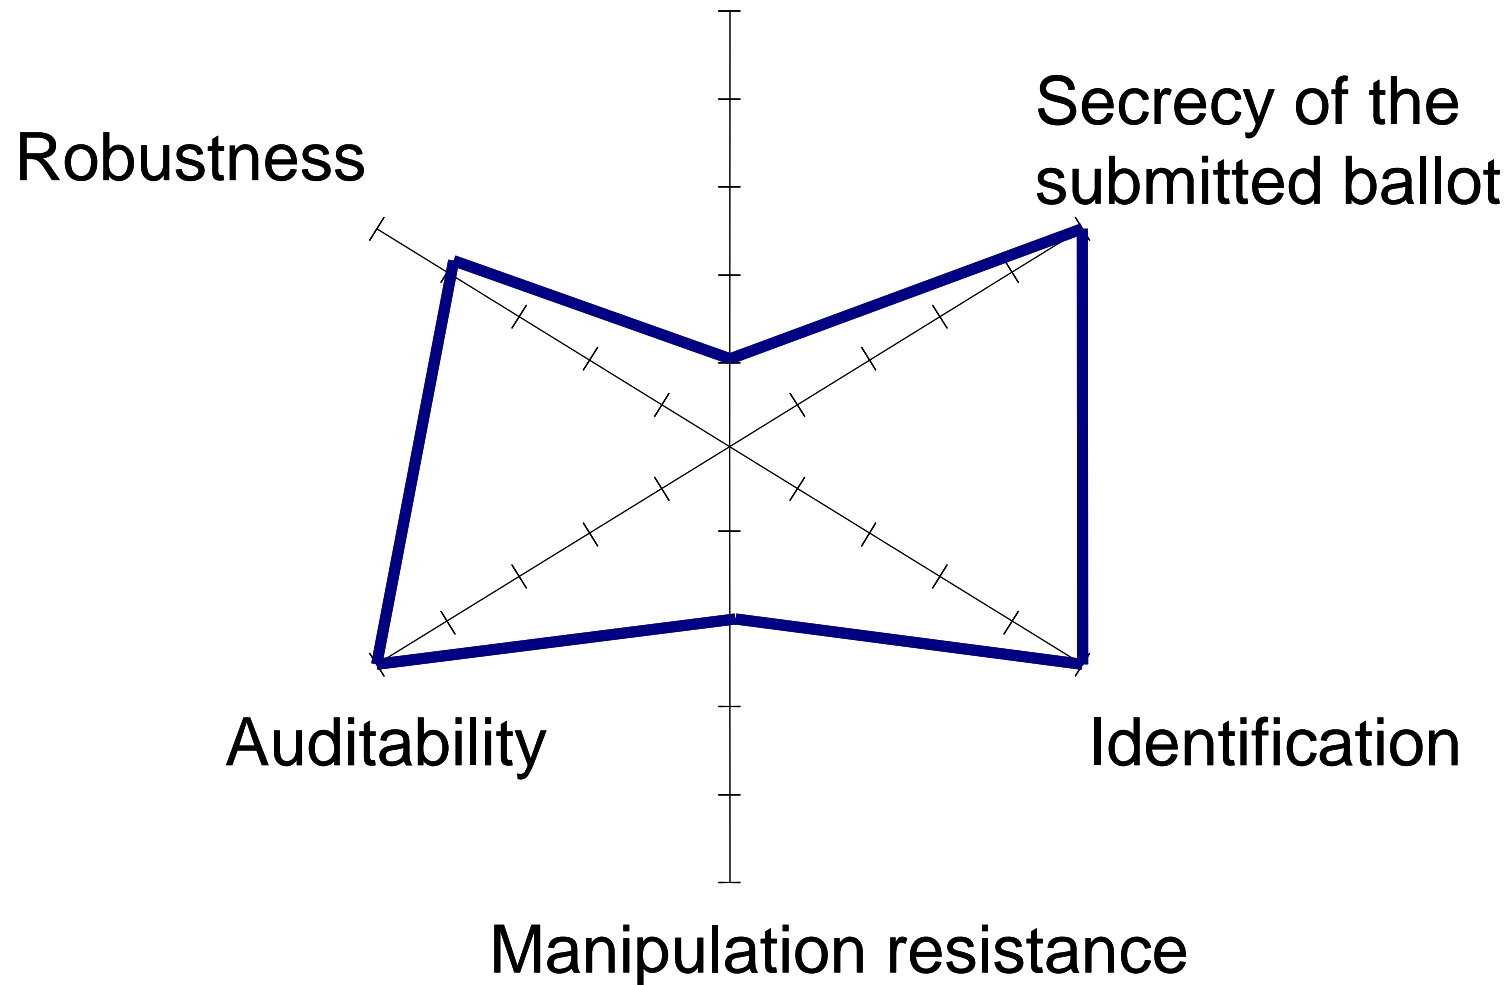 Secrecy of the
submitted ballot
Robustness
Auditability
Identification
Manipulation resistance